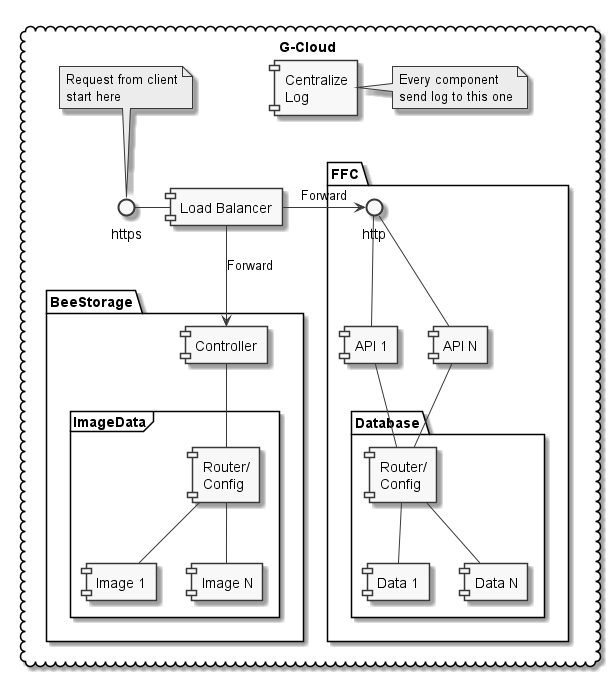 G-Cloud
Request from client
start here
Centralize
Log
Every component
send log to this one
FFC
Load Balancer
Forward
https
http
Forward
BeeStorage
Controller
API 1
API N
ImageData
Database
Router/
Config
Router/
Config
Image 1
Image N
Data 1
Data N